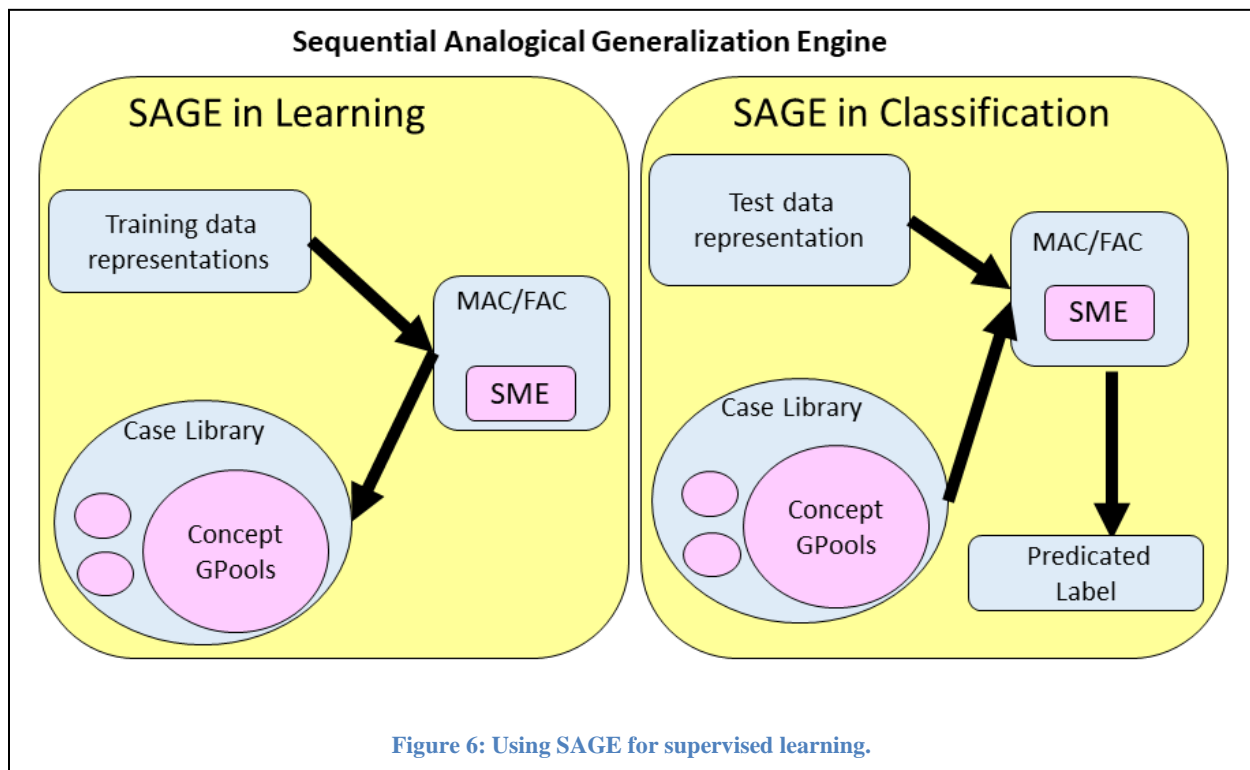 Sequential Analogical Generalization Engine
SAGE in Learning
Training data
representations
MAC/FAC
SME
Case Library
Concept
GPools
SAGE in Classification
Test data
representation
MAC/FAC
SME
Case Library
Concept
GPools
Predicated
Label
Figure 6: Using SAGE for supervised learning.